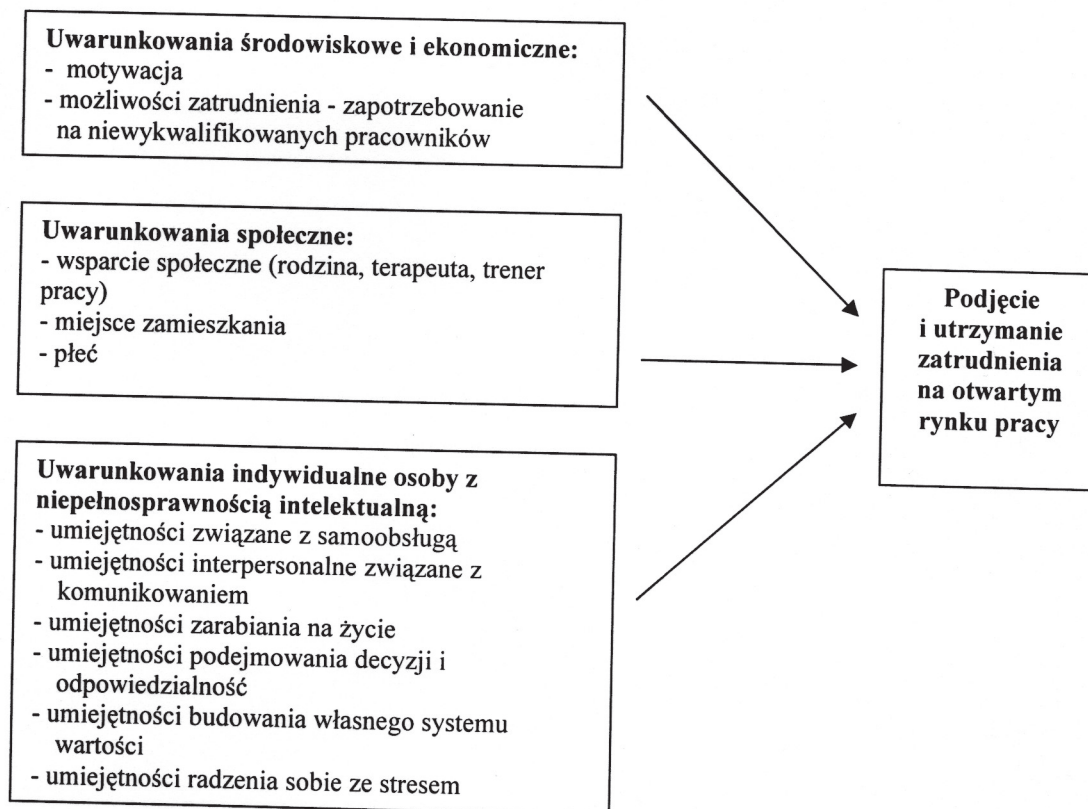 Uwarunkowania środowiskowe i ekonomiczne:
- motywacja
- możliwości zatrudnienia - zapotrzebowanie
na niewykwalifikowanych pracowników
Uwarunkowania społeczne:
- wsparcie społeczne (rodzina, terapeuta, trener
pracy)
- miejsce zamieszkania
- płeć
Uwarunkowania indywidualne osoby z
niepełnosprawnością intelektualną:
- umiejętności związane z samoobsługą
- umiejętności interpersonalne związane z
komunikowaniem
- umiejętności zarabiania na życie
- umiejętności podejmowania decyzji i
odpowiedzialność
- umiejętności budowania własnego systemu
wartości
- umiejętności radzenia sobie ze stresem
Podjęcie
i utrzymanie
zatrudnienia
na otwartym
rynku pracy